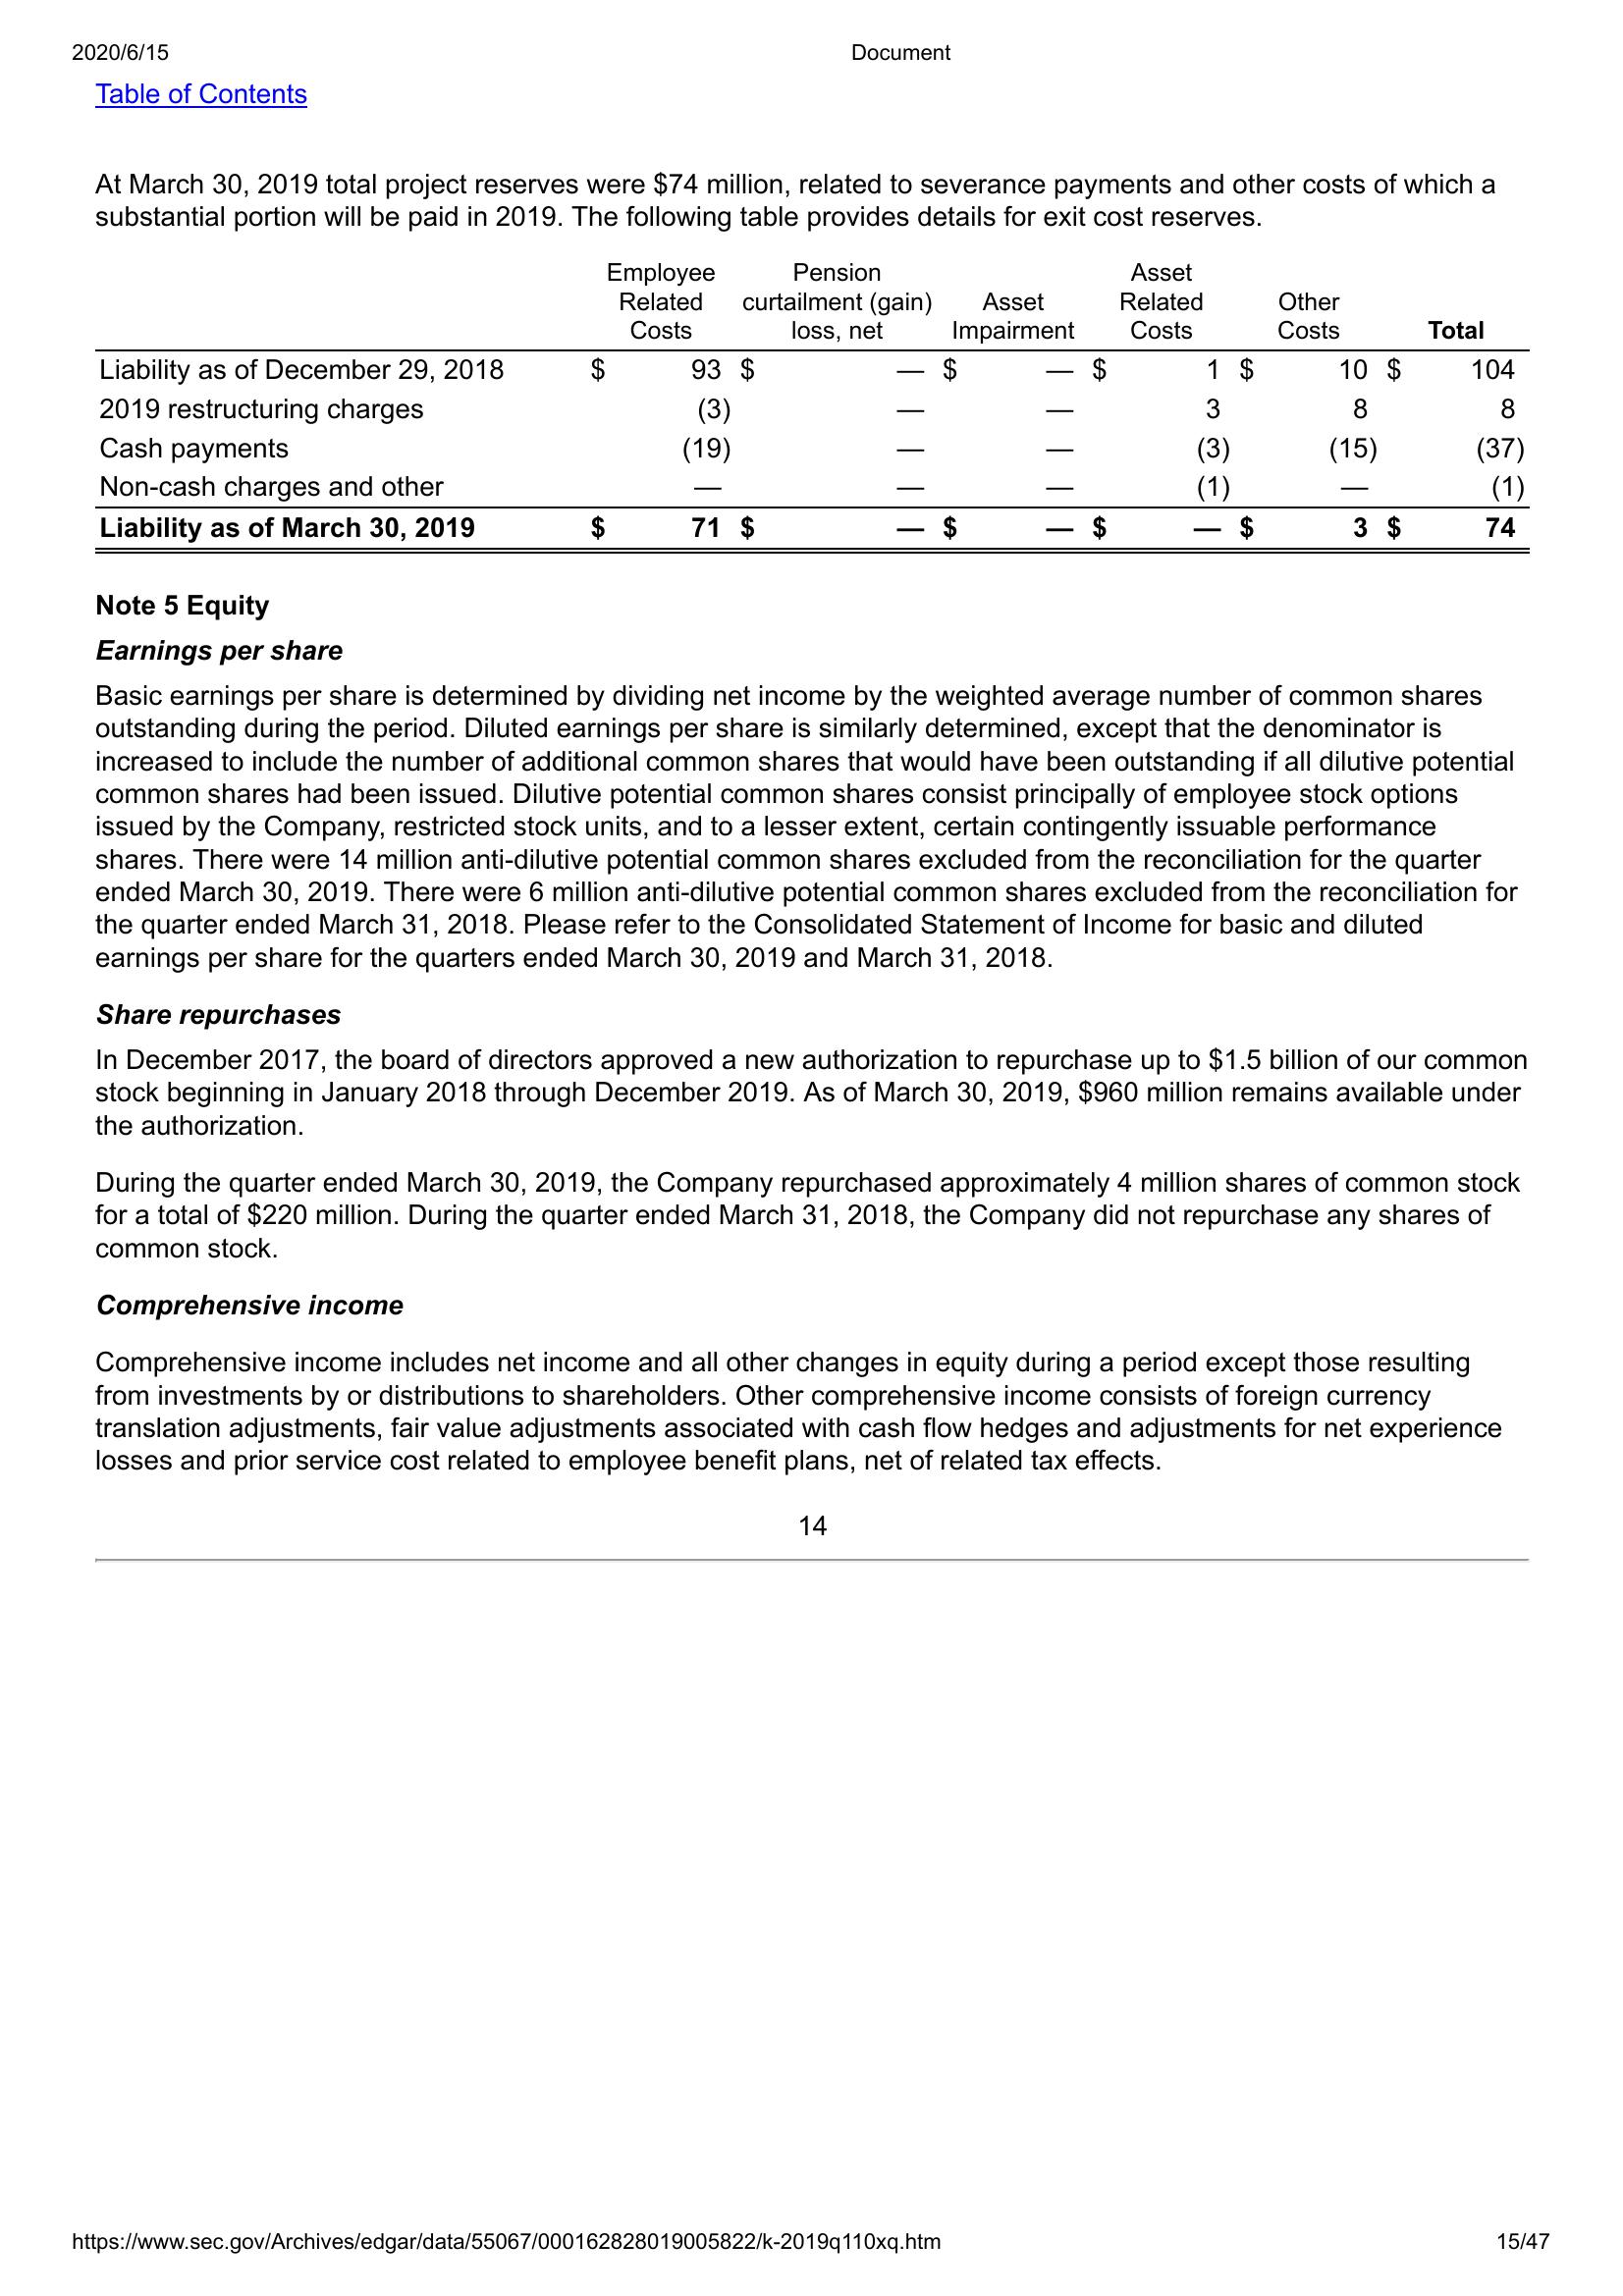 2020/6/15 Document
Table of Contents
At March 30, 2019 total project reserves were $74 million, related to severance payments and other costs of which a
substantial portion will be paid in 2019. The following table provides details for exit cost reserves.
Employee Pension Asset
Related curtailment (gain) Asset Related Other
Costs loss, net Impairment Costs Costs Total
Liability as of December 29, 2018 $ 93 $ — $ — $ 1 $ 10 $ 104
2019 restructuring charges (3) — — 3 8 8
Cash payments (19) — — (3) (15) (37)
Non-cash charges and other — — — (1) — (1)
Liability as of March 30, 2019 $ 71 $ — $ — $ — $ 3 $ 74
Note 5 Equity
Earnings per share
Basic earnings per share is determined by dividing net income by the weighted average number of common shares
outstanding during the period. Diluted earnings per share is similarly determined, except that the denominator is
increased to include the number of additional common shares that would have been outstanding if all dilutive potential
common shares had been issued. Dilutive potential common shares consist principally of employee stock options
issued by the Company, restricted stock units, and to a lesser extent, certain contingently issuable performance
shares. There were 14 million anti-dilutive potential common shares excluded from the reconciliation for the quarter
ended March 30, 2019. There were 6 million anti-dilutive potential common shares excluded from the reconciliation for
the quarter ended March 31, 2018. Please refer to the Consolidated Statement of Income for basic and diluted
earnings per share for the quarters ended March 30, 2019 and March 31, 2018.
Share repurchases
In December 2017, the board of directors approved a new authorization to repurchase up to $1.5 billion of our common
stock beginning in January 2018 through December 2019. As of March 30, 2019, $960 million remains available under
the authorization.
During the quarter ended March 30, 2019, the Company repurchased approximately 4 million shares of common stock
for a total of $220 million. During the quarter ended March 31, 2018, the Company did not repurchase any shares of
common stock.
Comprehensive income
Comprehensive income includes net income and all other changes in equity during a period except those resulting
from investments by or distributions to shareholders. Other comprehensive income consists of foreign currency
translation adjustments, fair value adjustments associated with cash flow hedges and adjustments for net experience
losses and prior service cost related to employee benefit plans, net of related tax effects.
14
https://www.sec.gov/Archives/edgar/data/55067/000162828019005822/k-2019q110xq.htm 15/47